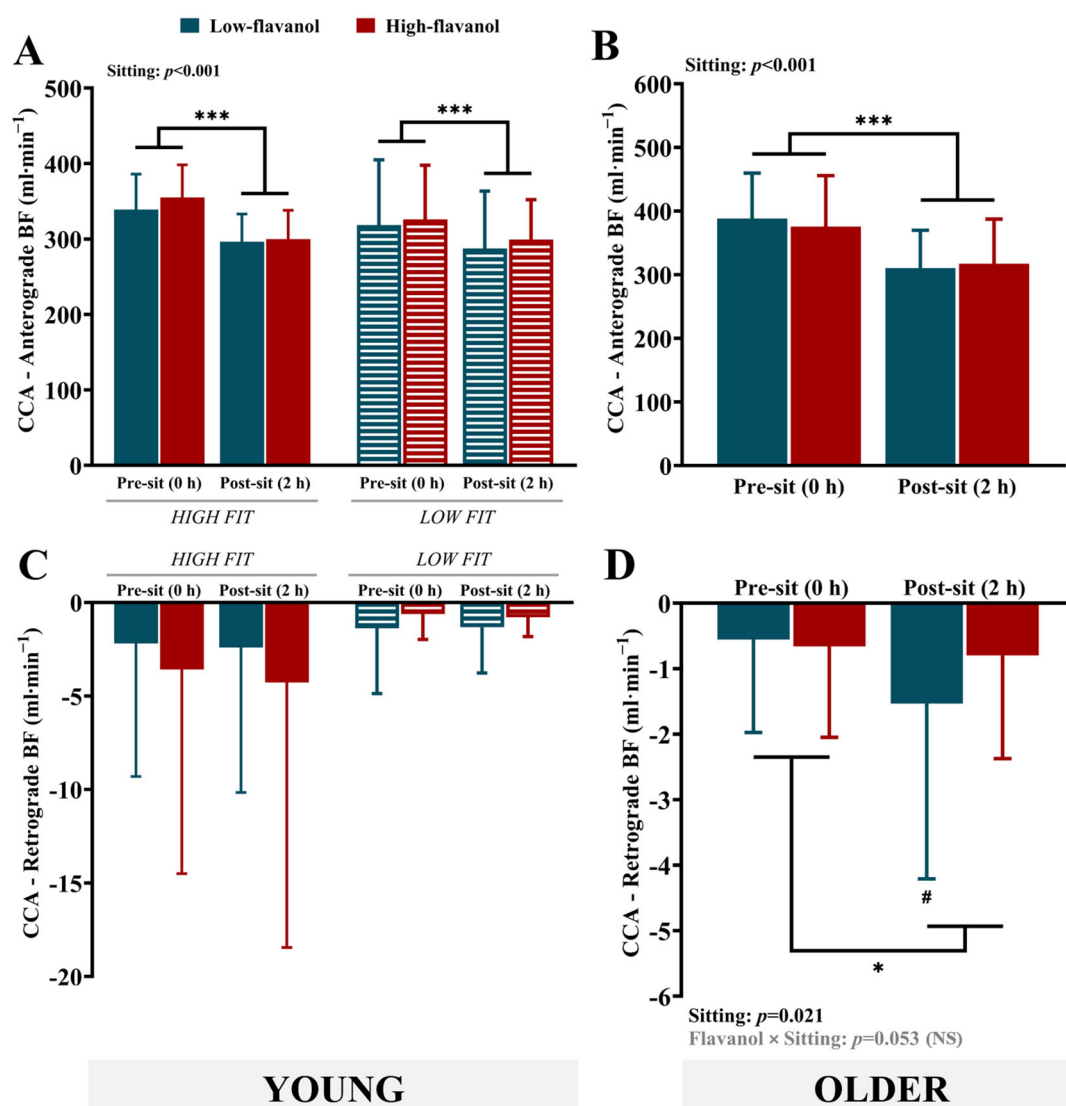 Low-flavanol High-flavanol
A
Sitting: p<0.001
CCA - Anterograde BF (ml·min⁻¹)
500
400
300
200
100
0
***
***
Pre-sit (0 h) Post-sit (2 h) Pre-sit (0 h) Post-sit (2 h)
HIGH FIT LOW FIT
B
Sitting: p<0.001
CCA - Anterograde BF (ml·min⁻¹)
600
500
400
300
200
100
0
***
Pre-sit (0 h) Post-sit (2 h)
C
HIGH FIT LOW FIT
Pre-sit (0 h) Post-sit (2 h) Pre-sit (0 h) Post-sit (2 h)
CCA - Retrograde BF (ml·min⁻¹)
0
-5
-10
-15
-20
D
Pre-sit (0 h) Post-sit (2 h)
CCA - Retrograde BF (ml·min⁻¹)
0
-1
-2
-3
-4
-5
-6
#
*
Sitting: p=0.021
Flavanol × Sitting: p=0.053 (NS)
YOUNG OLDER